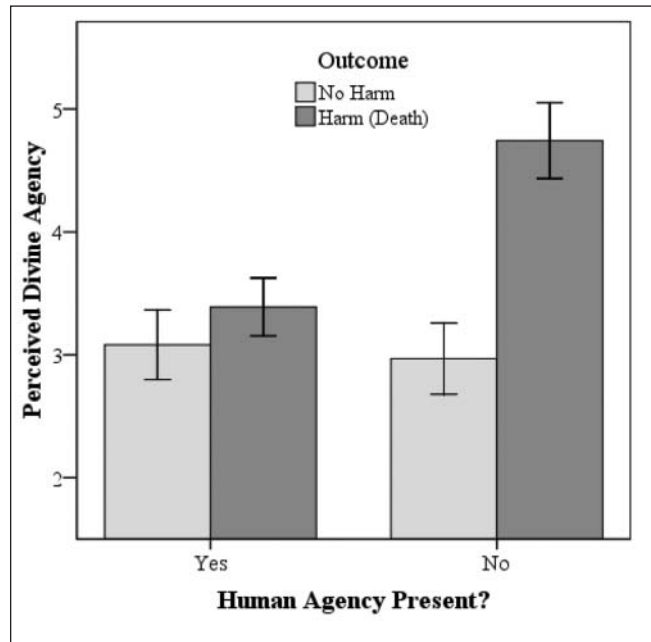 Outcome
No Harm
Harm (Death)
5
4
3
2
Perceived Divine Agency
Yes
No
Human Agency Present?